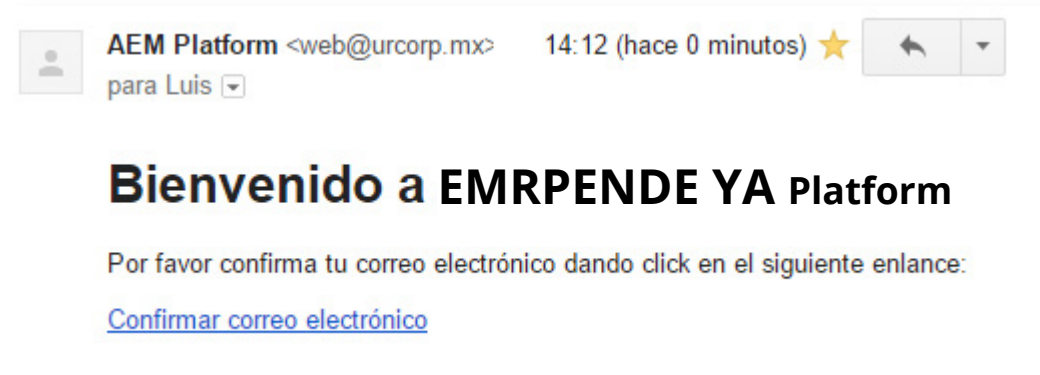 AEM Platform <web@urcorp.mx> 14:12 (hace 0 minutos)
para Luis
Bienvenido a EMRPENDE YA Platform
Por favor confirma tu correo electrónico dando click en el siguiente enlance:
Confirmar correo electrónico